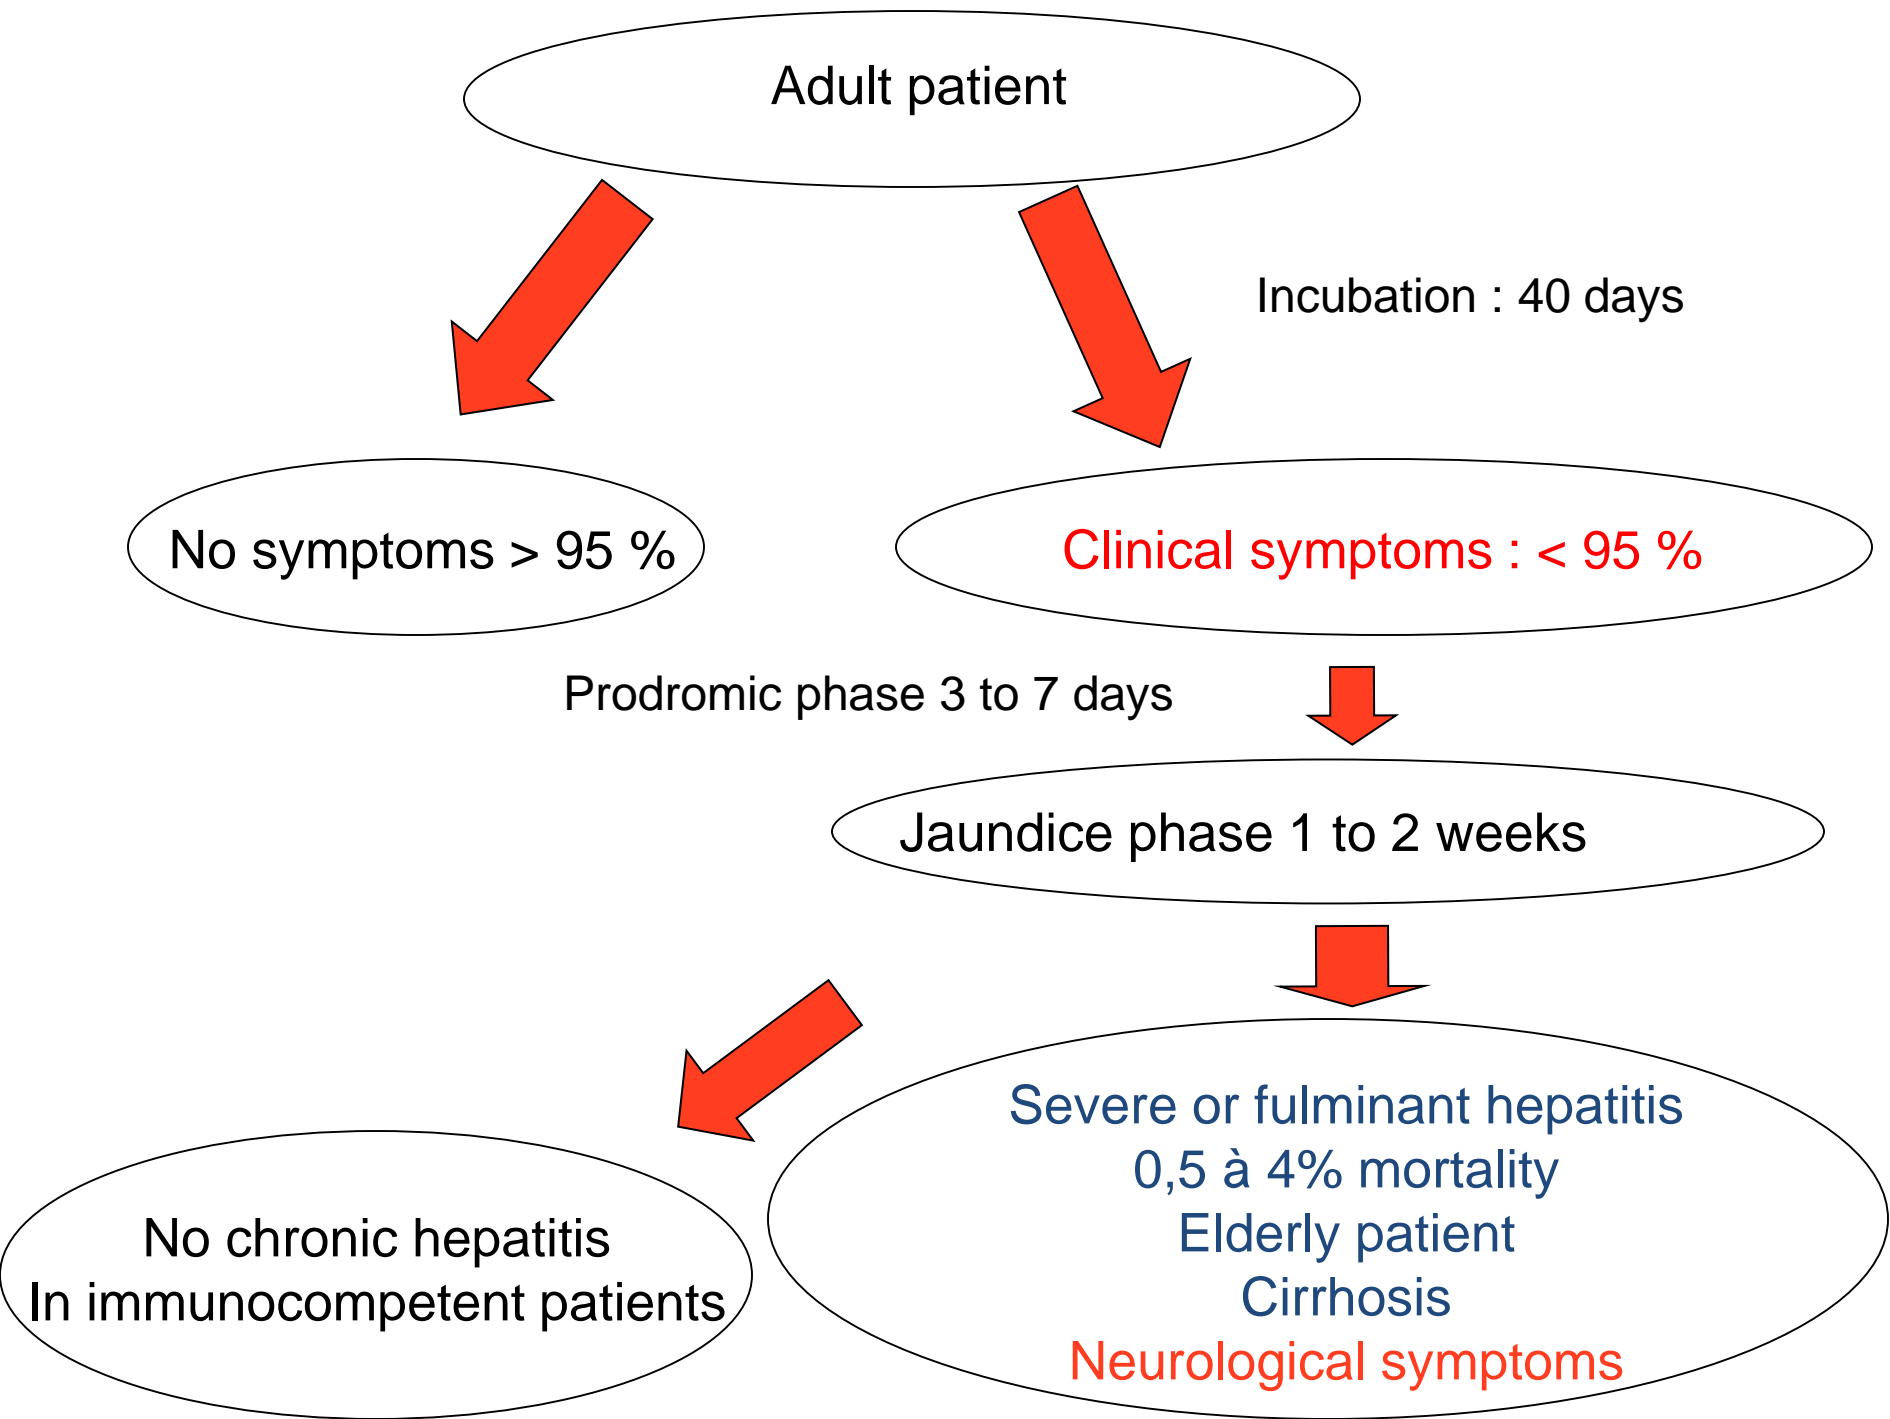 Adult patient
Incubation : 40 days
No symptoms > 95 %
Clinical symptoms : < 95 %
Prodromic phase 3 to 7 days
Jaundice phase 1 to 2 weeks
Severe or fulminant hepatitis
0,5 à 4% mortality
Elderly patient
Cirrhosis
Neurological symptoms
No chronic hepatitis
In immunocompetent patients